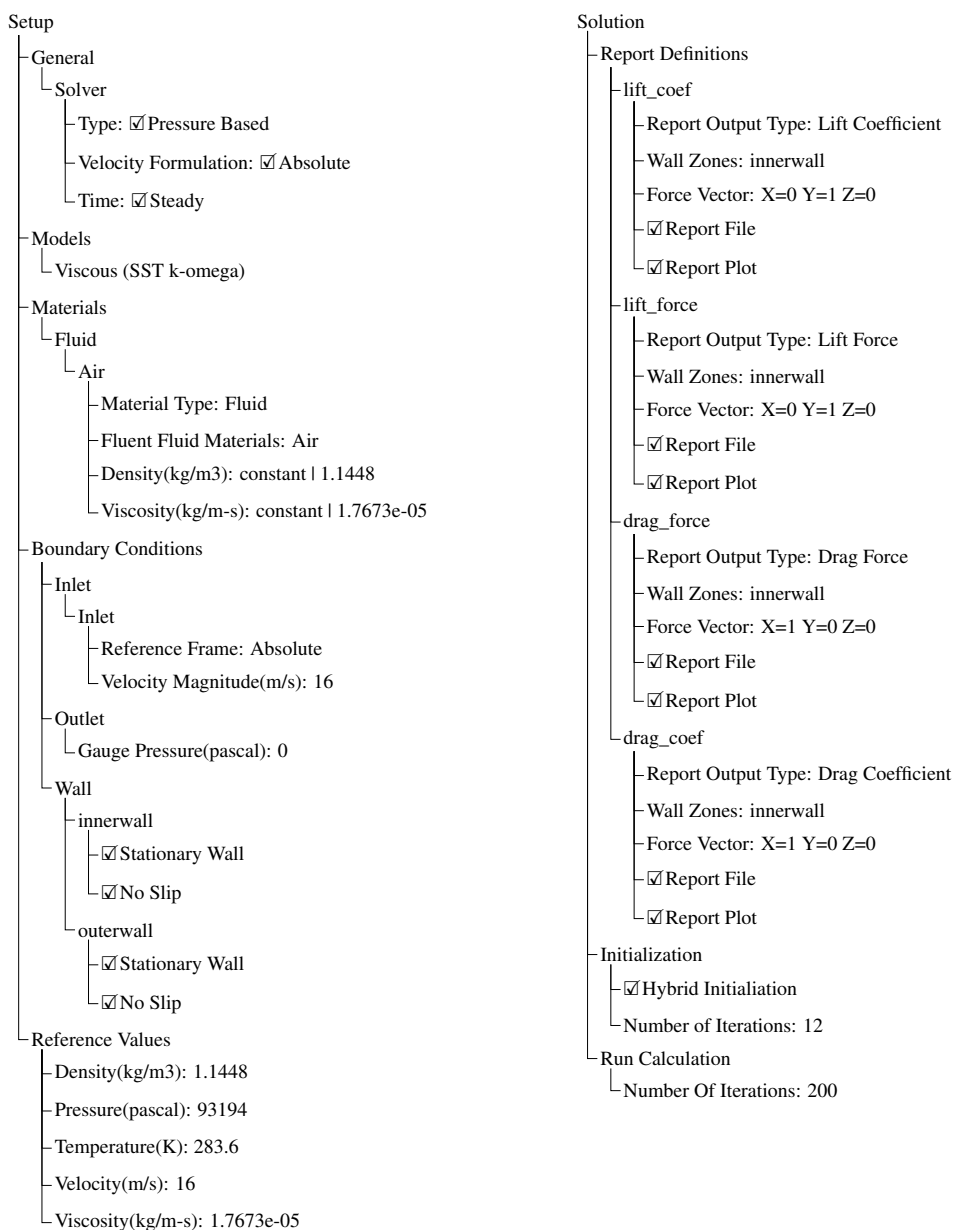 Setup
General
Solver
Type: ☑Pressure Based
Velocity Formulation: ☑Absolute
Time: ☑Steady
Models
Viscous (SST k-omega)
Materials
Fluid
Air
Material Type: Fluid
Fluent Fluid Materials: Air
Density(kg/m3): constant | 1.1448
Viscosity(kg/m-s): constant | 1.7673e-05
Boundary Conditions
Inlet
Inlet
Reference Frame: Absolute
Velocity Magnitude(m/s): 16
Outlet
Gauge Pressure(pascal): 0
Wall
innerwall
☑Stationary Wall
☑No Slip
outerwall
☑Stationary Wall
☑No Slip
Reference Values
Density(kg/m3): 1.1448
Pressure(pascal): 93194
Temperature(K): 283.6
Velocity(m/s): 16
Viscosity(kg/m-s): 1.7673e-05
Solution
Report Definitions
lift_coef
Report Output Type: Lift Coefficient
Wall Zones: innerwall
Force Vector: X=0 Y=1 Z=0
☑Report File
☑Report Plot
lift_force
Report Output Type: Lift Force
Wall Zones: innerwall
Force Vector: X=0 Y=1 Z=0
☑Report File
☑Report Plot
drag_force
Report Output Type: Drag Force
Wall Zones: innerwall
Force Vector: X=1 Y=0 Z=0
☑Report File
☑Report Plot
drag_coef
Report Output Type: Drag Coefficient
Wall Zones: innerwall
Force Vector: X=1 Y=0 Z=0
☑Report File
☑Report Plot
Initialization
☑Hybrid Initialiation
Number of Iterations: 12
Run Calculation
Number Of Iterations: 200